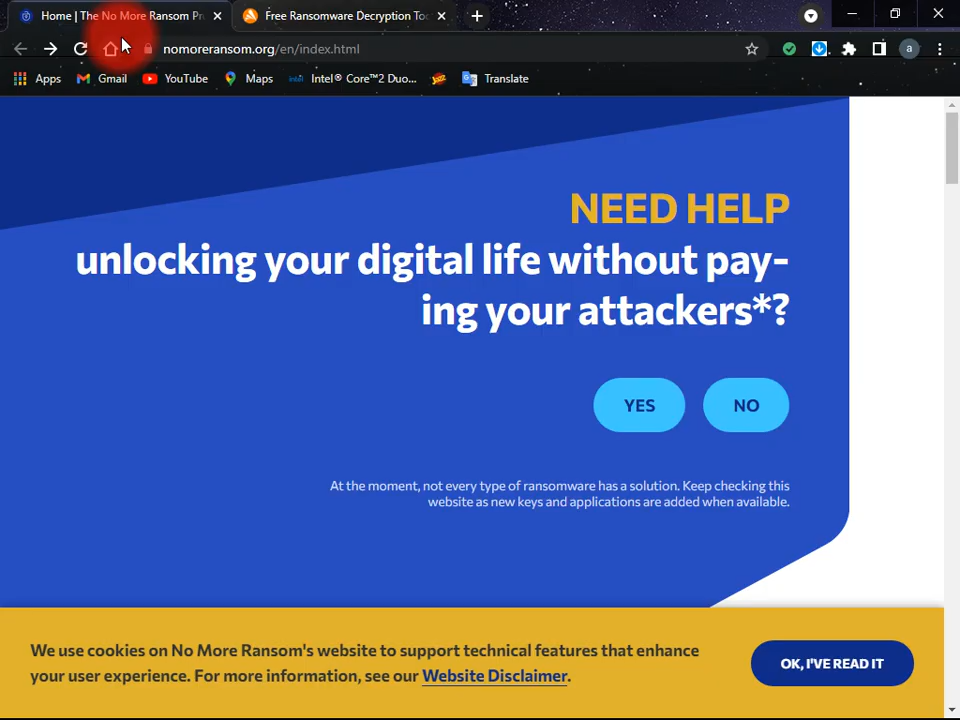 Home | The No More Ransom Pr
Free Ransomware Decryption Too
nomoreransom.org/en/index.html
a
Apps
Gmail
YouTube
Maps
Intel® Core™2 Duo...
Translate
NEED HELP
unlocking your digital life without pay-
ing your attackers*?
YES
NO
At the moment, not every type of ransomware has a solution. Keep checking this
website as new keys and applications are added when available.
We use cookies on No More Ransom's website to support technical features that enhance
your user experience. For more information, see our Website Disclaimer.
OK, I'VE READ IT